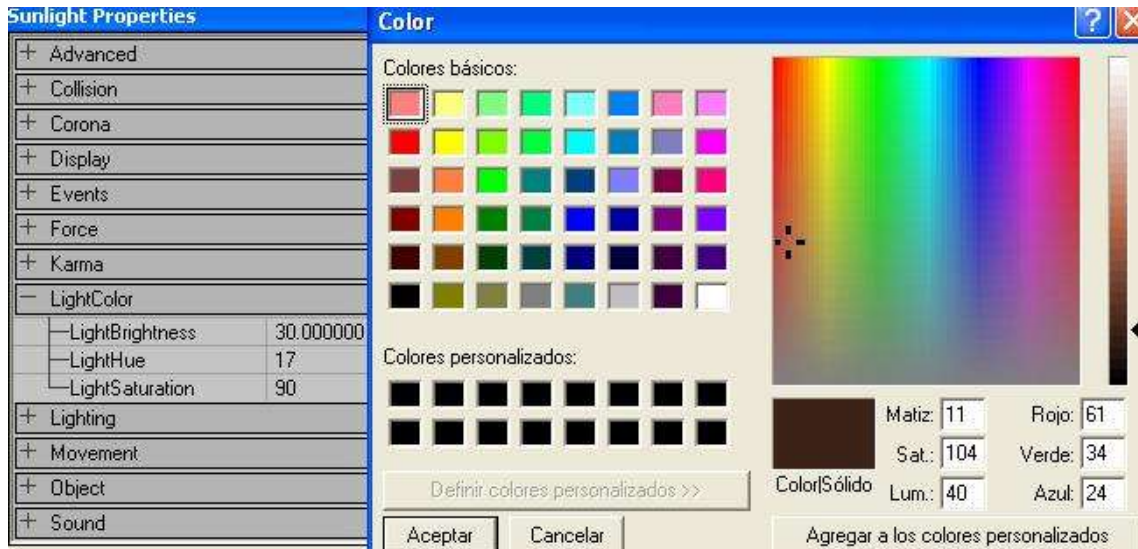 Sunlight Properties
+ Advanced
+ Collision
+ Corona
+ Display
+ Events
+ Force
+ Karma
− LightColor
LightBrightness 30.000000
LightHue 17
LightSaturation 90
+ Lighting
+ Movement
+ Object
+ Sound
Color
Colores básicos:
Colores personalizados:
Definir colores personalizados >>
Aceptar Cancelar
Color|Sólido
Matiz: 11 Rojo: 61
Sat.: 104 Verde: 34
Lum.: 40 Azul: 24
Agregar a los colores personalizados